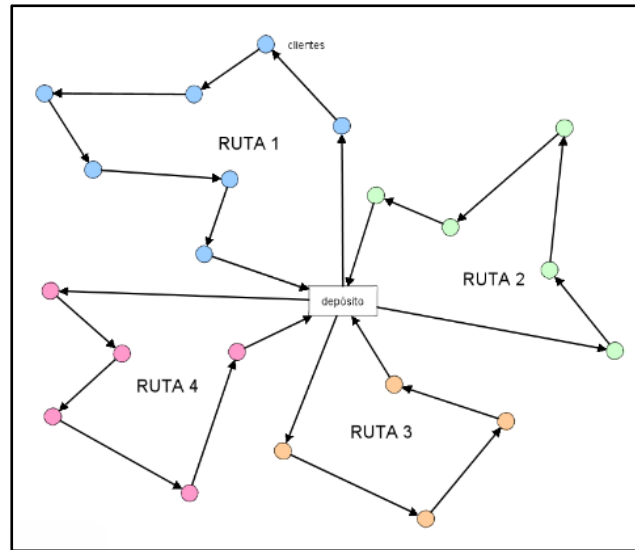 clientes
RUTA 1
RUTA 2
depósito
RUTA 4
RUTA 3